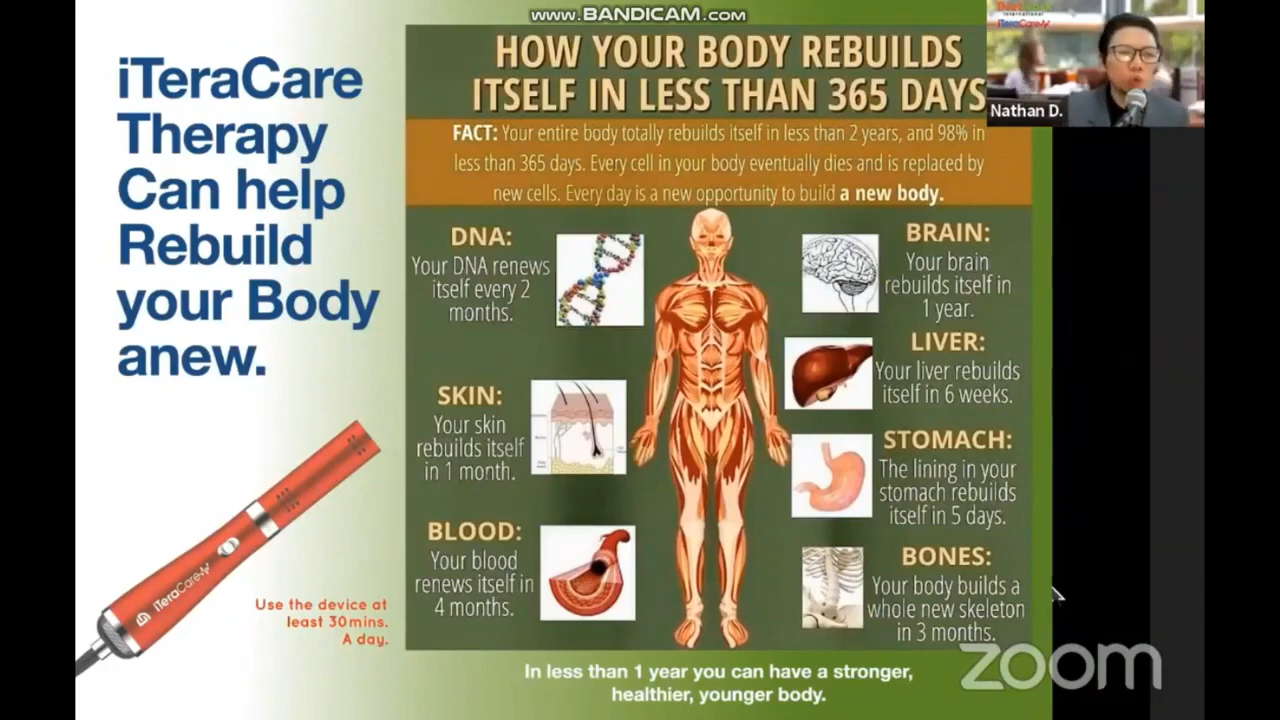 www.BANDICAM.com
iTeraCare
Therapy
Can help
Rebuild
your Body
anew.
iTeraCare
Use the device at
least 30mins.
A day.
HOW YOUR BODY REBUILDS
ITSELF IN LESS THAN 365 DAYS
FACT: Your entire body totally rebuilds itself in less than 2 years, and 98% in
less than 365 days. Every cell in your body eventually dies and is replaced by
new cells. Every day is a new opportunity to build a new body.
DNA:
Your DNA renews
itself every 2
months.
SKIN:
Your skin
rebuilds itself
in 1 month.
BLOOD:
Your blood
renews itself in
4 months.
BRAIN:
Your brain
rebuilds itself in
1 year.
LIVER:
Your liver rebuilds
itself in 6 weeks.
STOMACH:
The lining in your
stomach rebuilds
itself in 5 days.
BONES:
Your body builds a
whole new skeleton
in 3 months.
In less than 1 year you can have a stronger,
healthier, younger body.
International
iTeraCare
Nathan D.
zoom